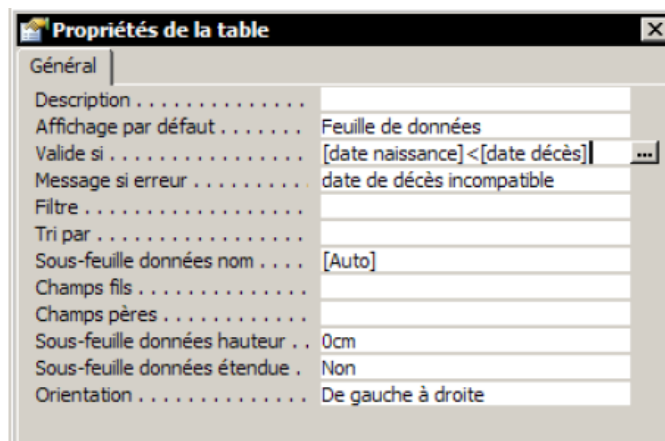 Propriétés de la table
Général
Description . . . . . . . . . . . . . . .
Affichage par défaut . . . . . . . Feuille de données
Valide si . . . . . . . . . . . . . . . . . [date naissance]<[date décès] ...
Message si erreur . . . . . . . . . date de décès incompatible
Filtre . . . . . . . . . . . . . . . . . . . .
Tri par . . . . . . . . . . . . . . . . . .
Sous-feuille données nom . . . . [Auto]
Champs fils . . . . . . . . . . . . . . .
Champs pères . . . . . . . . . . . . .
Sous-feuille données hauteur . . 0cm
Sous-feuille données étendue . Non
Orientation . . . . . . . . . . . . . . . De gauche à droite